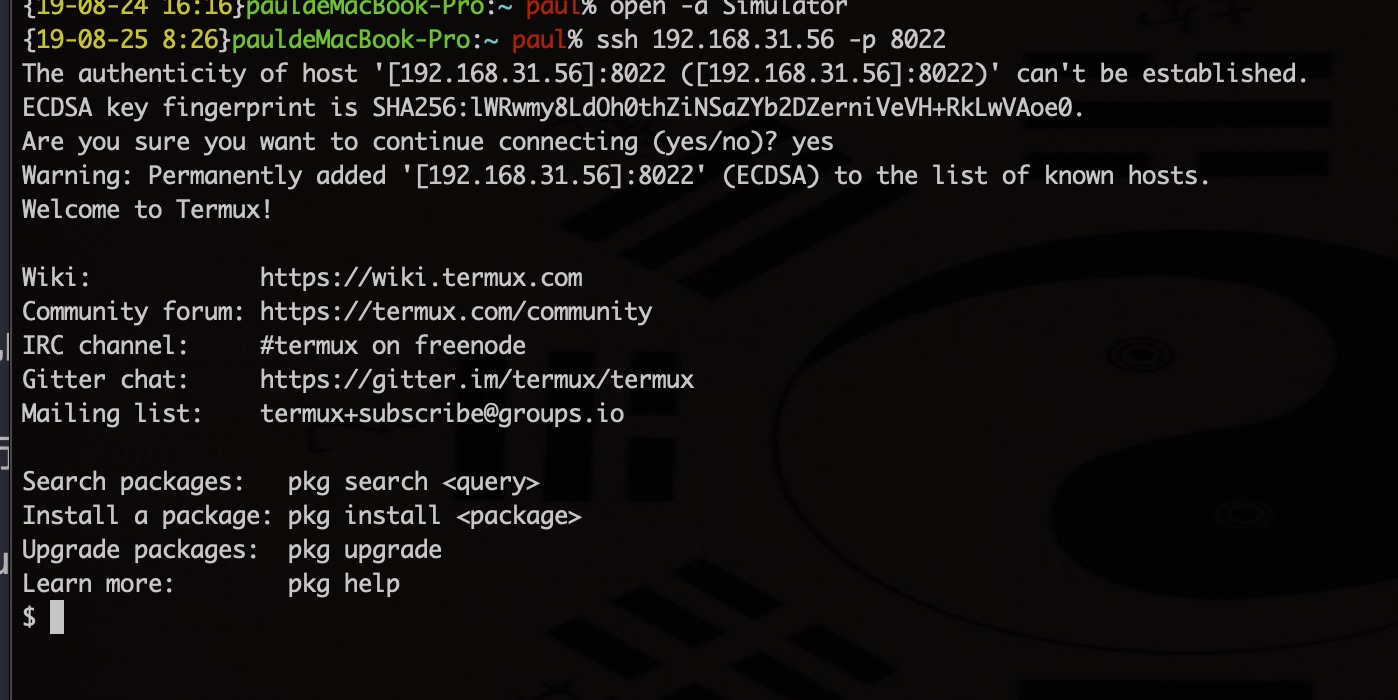 {19-08-24 16:16}pauldeMacBook-Pro:~ paul% open -a Simulator
{19-08-25 8:26}pauldeMacBook-Pro:~ paul% ssh 192.168.31.56 -p 8022
The authenticity of host '[192.168.31.56]:8022 ([192.168.31.56]:8022)' can't be established.
ECDSA key fingerprint is SHA256:lWRwmy8LdOh0thZiNSaZYb2DZerniVeVH+RkLwVAoe0.
Are you sure you want to continue connecting (yes/no)? yes
Warning: Permanently added '[192.168.31.56]:8022' (ECDSA) to the list of known hosts.
Welcome to Termux!
Wiki: https://wiki.termux.com
Community forum: https://termux.com/community
IRC channel: #termux on freenode
Gitter chat: https://gitter.im/termux/termux
Mailing list: termux+subscribe@groups.io
Search packages: pkg search <query>
Install a package: pkg install <package>
Upgrade packages: pkg upgrade
Learn more: pkg help
$